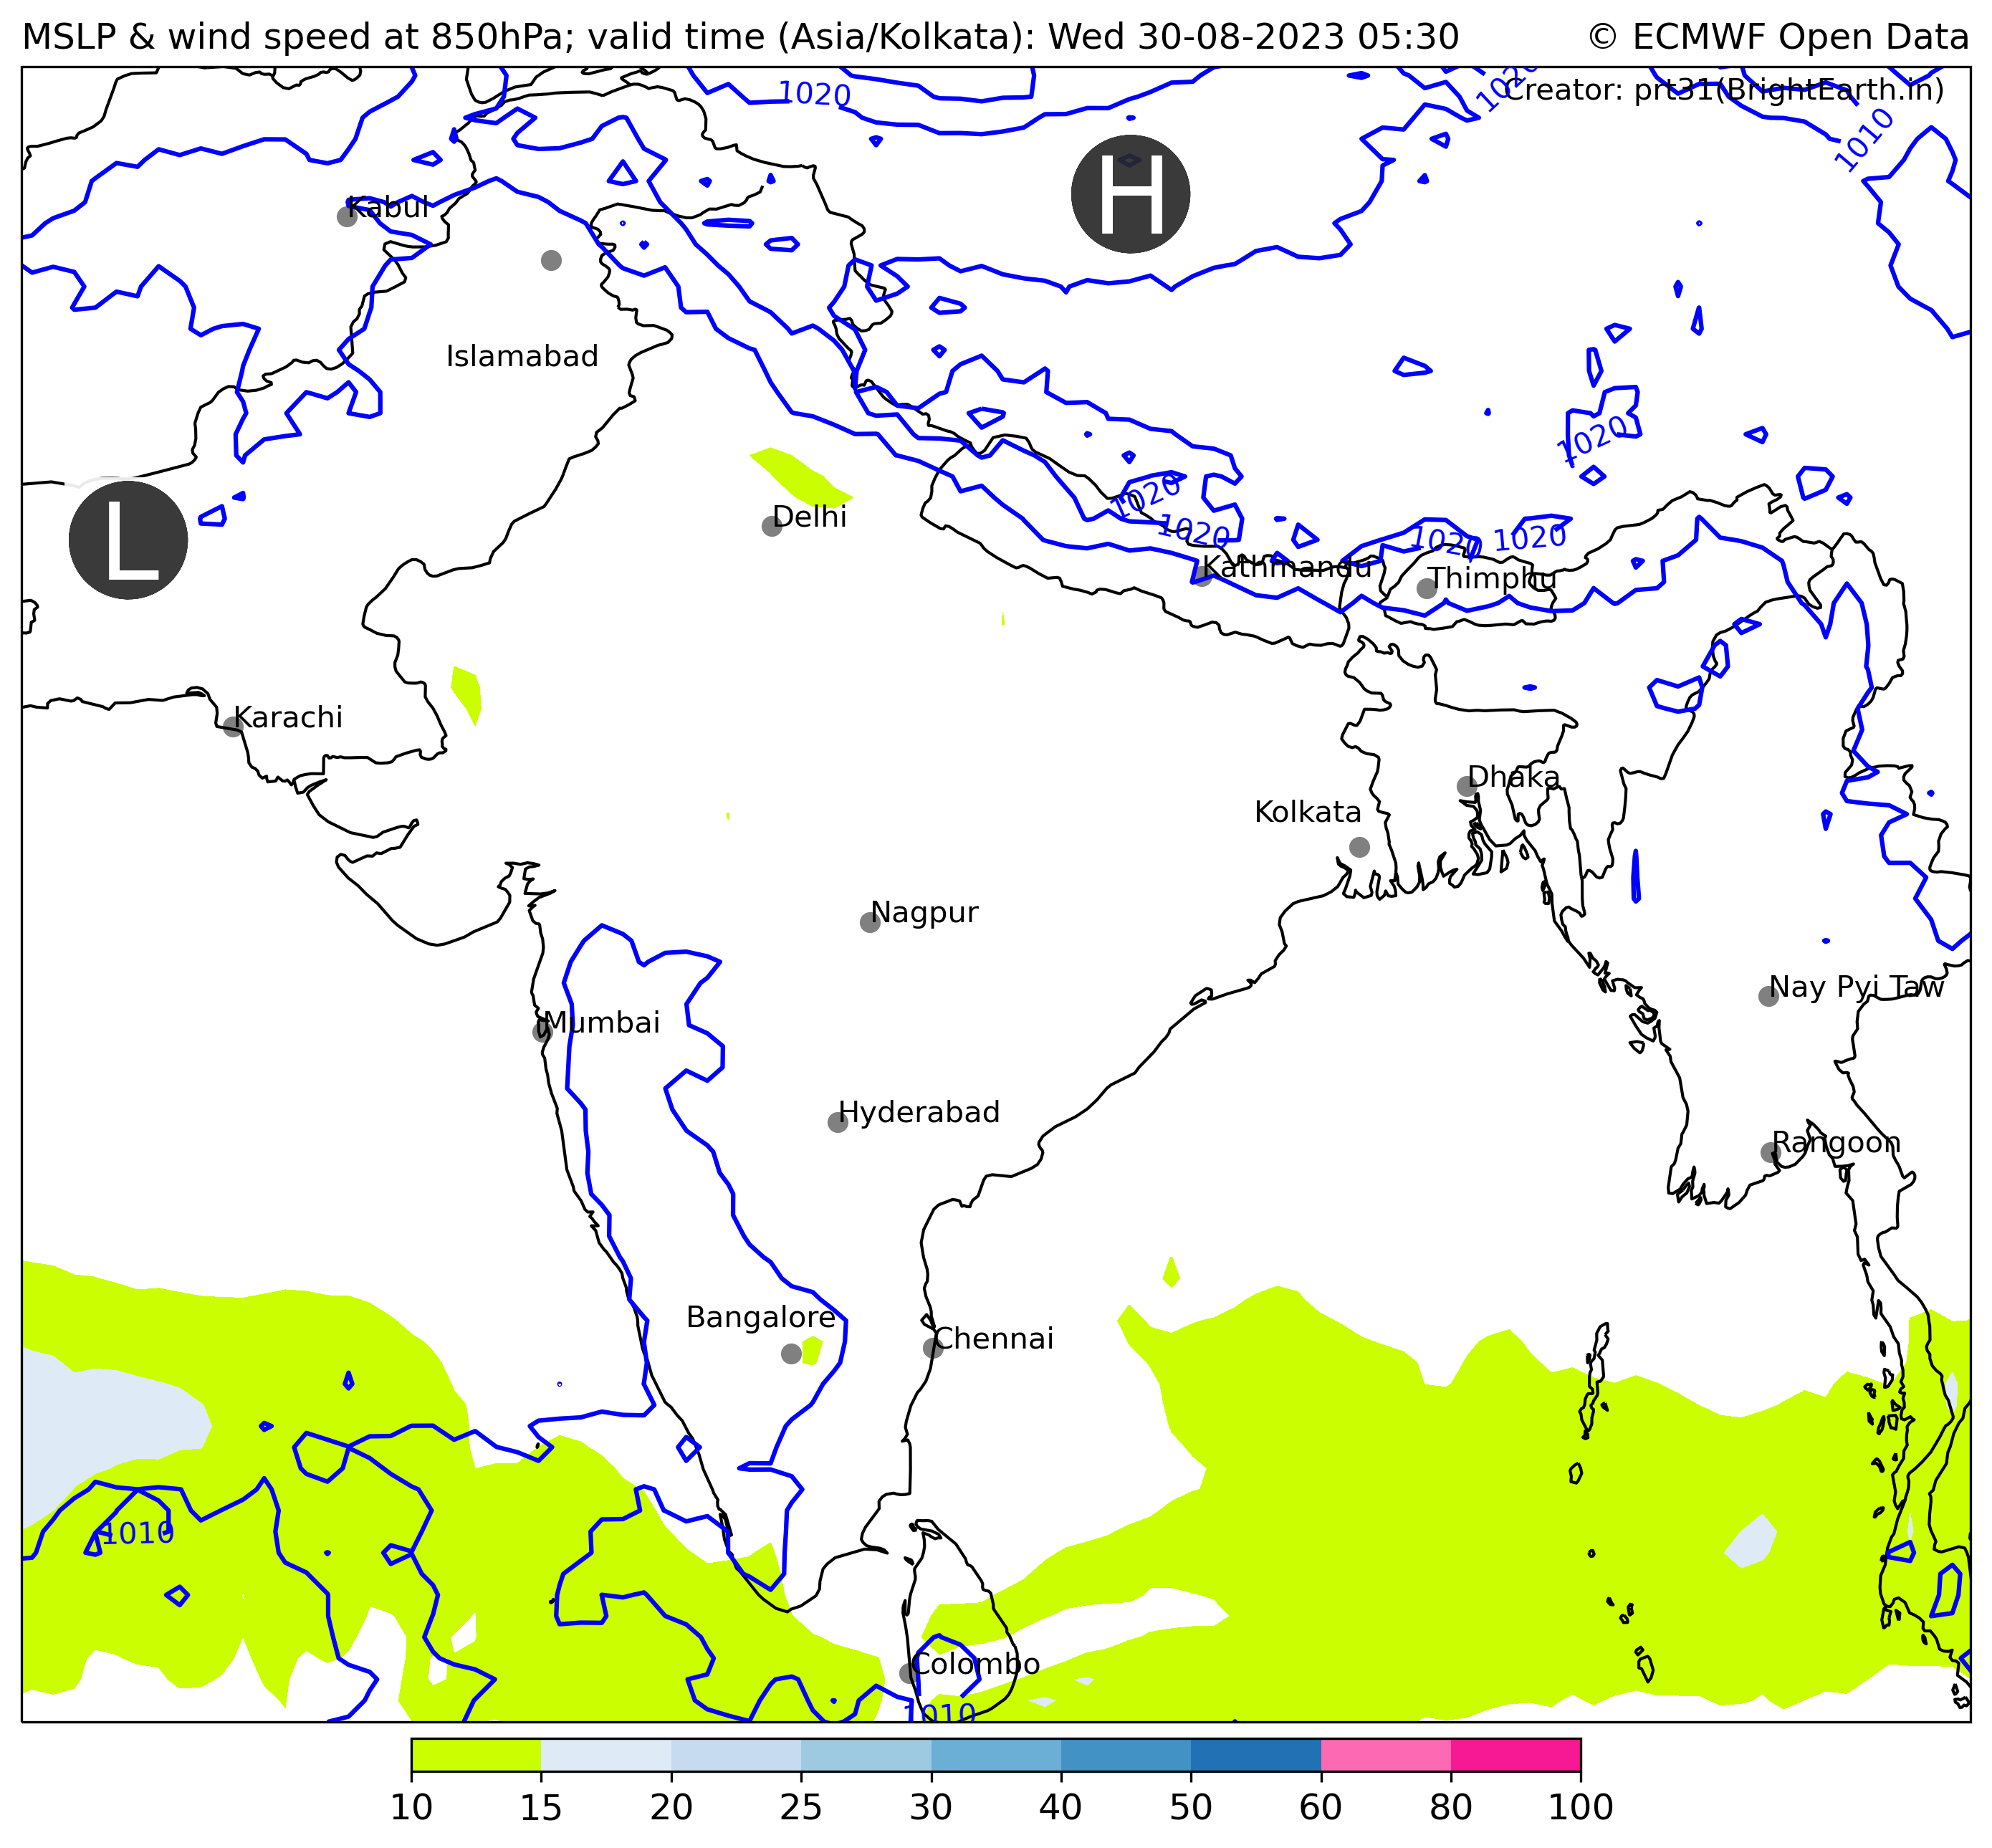 MSLP & wind speed at 850hPa; valid time (Asia/Kolkata): Wed 30-08-2023 05:30 © ECMWF Open Data
1020
1020
Creator: prt31(BrightEarth.in)
1010
H
Kabul
Islamabad
1020
L
Delhi
1020
1020
1020
1020
Kathmandu
Thimphu
Karachi
Dhaka
Kolkata
Nagpur
Nay Pyi Taw
Mumbai
Hyderabad
Rangoon
Bangalore
Chennai
1010
Colombo
1010
10 15 20 25 30 40 50 60 80 100